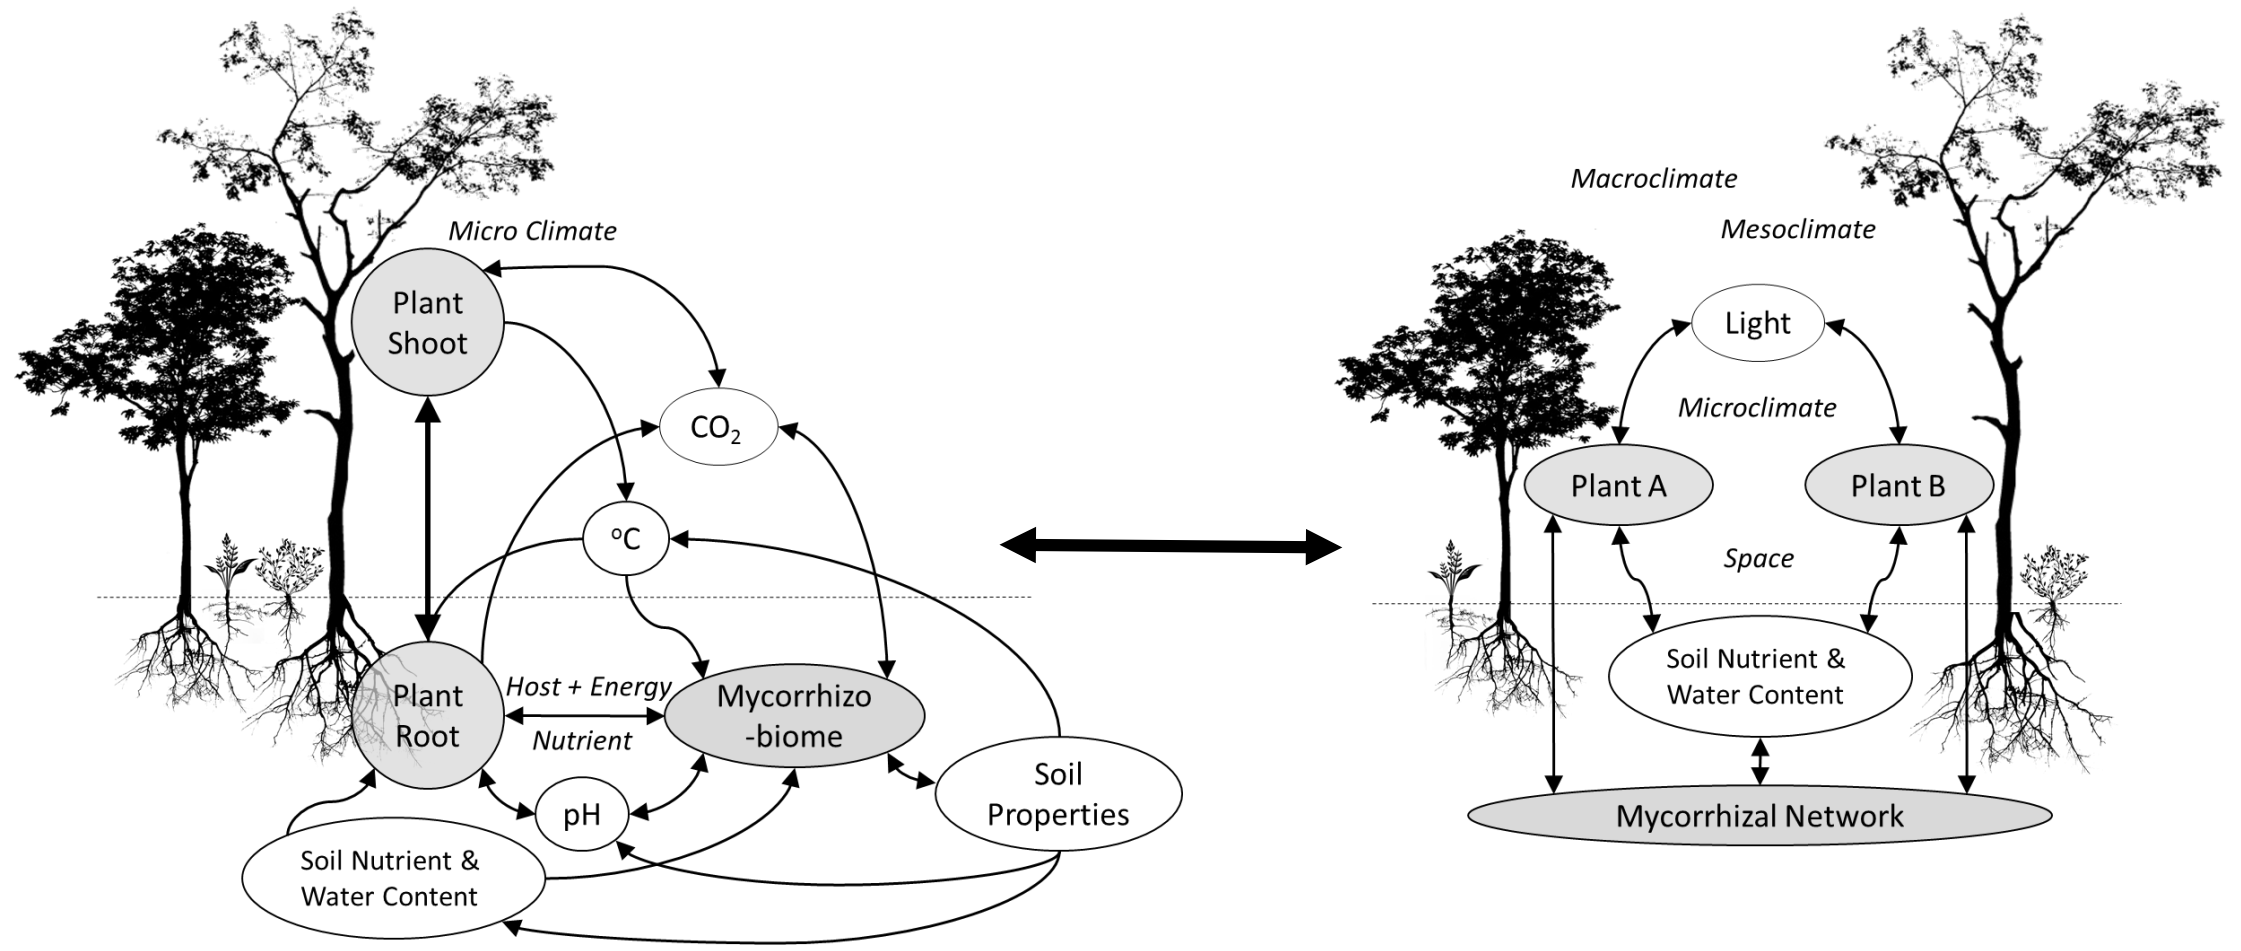 Micro Climate
Plant
Shoot
CO₂
°C
Plant
Root
Host + Energy
Nutrient
Mycorrhizo
-biome
pH
Soil
Properties
Soil Nutrient &
Water Content
Macroclimate
Mesoclimate
Light
Microclimate
Plant A
Plant B
Space
Soil Nutrient &
Water Content
Mycorrhizal Network